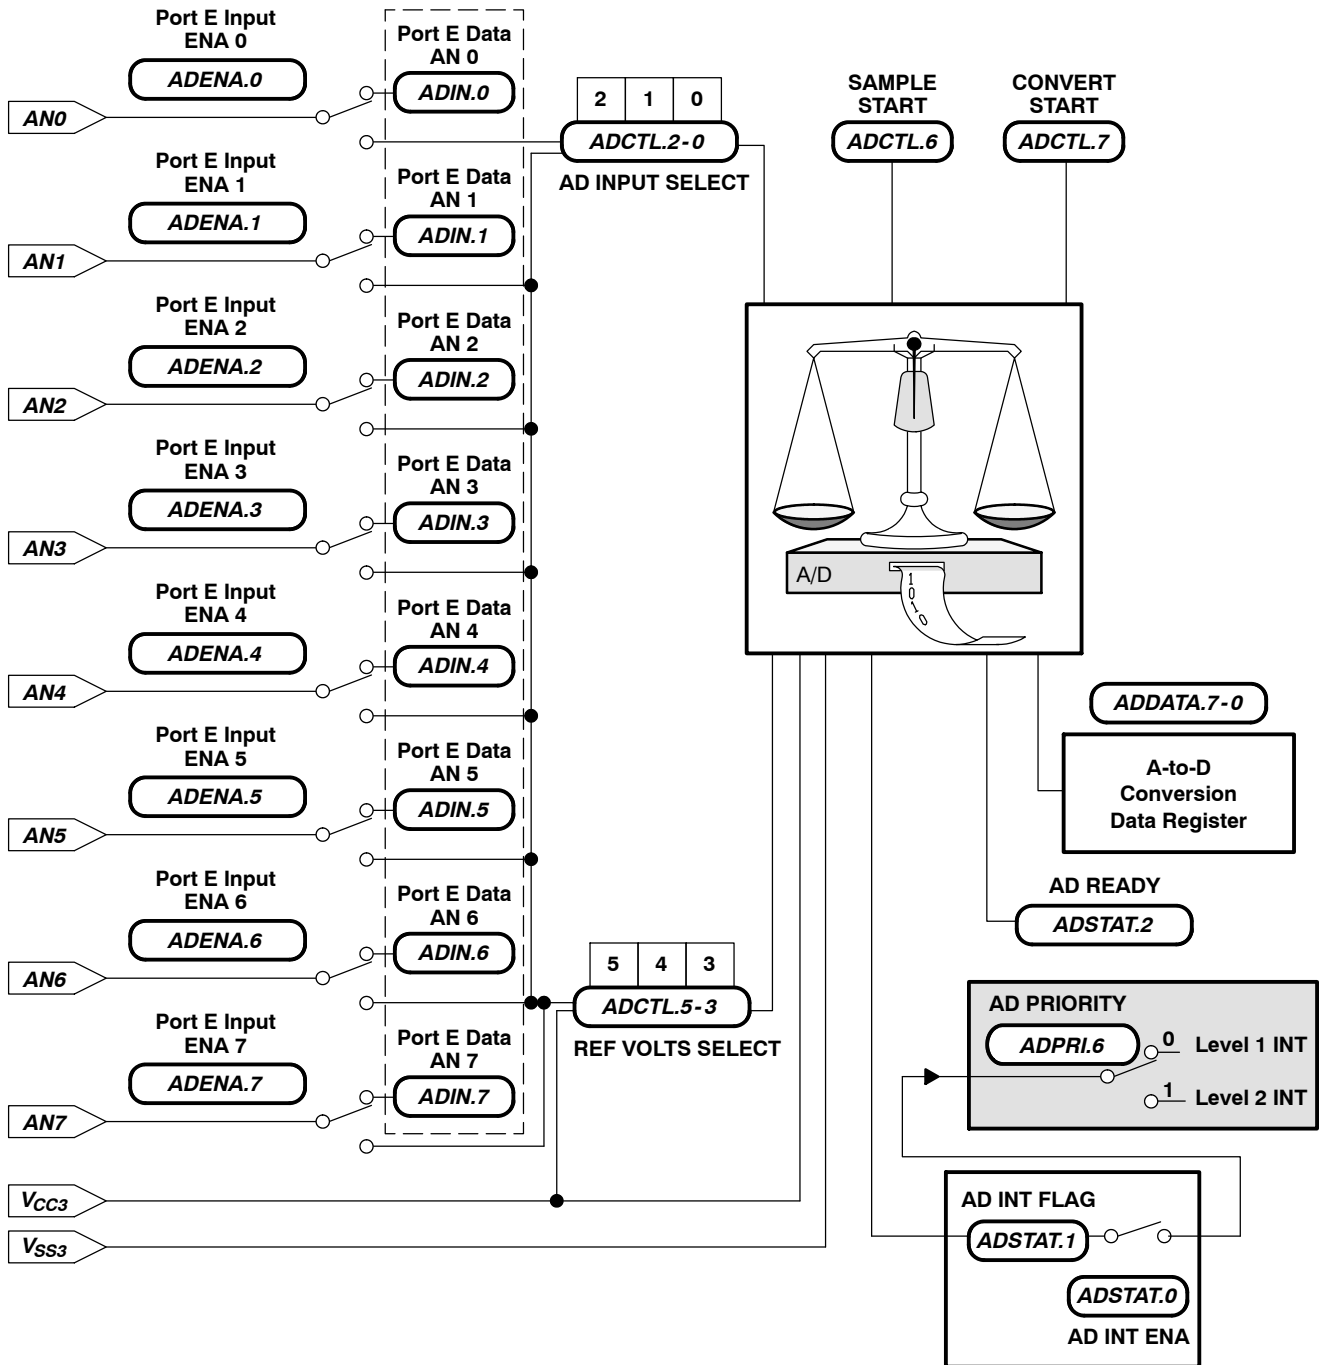 Port E Input
ENA 0
ADENA.0
AN0
Port E Data
AN 0
ADIN.0
Port E Input
ENA 1
ADENA.1
AN1
Port E Data
AN 1
ADIN.1
Port E Input
ENA 2
ADENA.2
AN2
Port E Data
AN 2
ADIN.2
Port E Input
ENA 3
ADENA.3
AN3
Port E Data
AN 3
ADIN.3
Port E Input
ENA 4
ADENA.4
AN4
Port E Data
AN 4
ADIN.4
Port E Input
ENA 5
ADENA.5
AN5
Port E Data
AN 5
ADIN.5
Port E Input
ENA 6
ADENA.6
AN6
Port E Data
AN 6
ADIN.6
Port E Input
ENA 7
ADENA.7
AN7
Port E Data
AN 7
ADIN.7
VCC3
VSS3
2 1 0
ADCTL.2-0
AD INPUT SELECT
SAMPLE
START
ADCTL.6
CONVERT
START
ADCTL.7
A/D
1
0
1
0
5 4 3
ADCTL.5-3
REF VOLTS SELECT
ADDATA.7-0
A-to-D
Conversion
Data Register
AD READY
ADSTAT.2
AD PRIORITY
ADPRI.6
0 Level 1 INT
1 Level 2 INT
AD INT FLAG
ADSTAT.1
ADSTAT.0
AD INT ENA